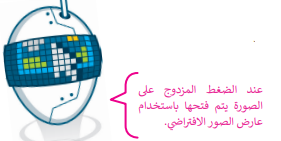 عند الضغط المزدوج على
الصورة يتم فتحها باستخدام
عارض الصور الافتراضي.